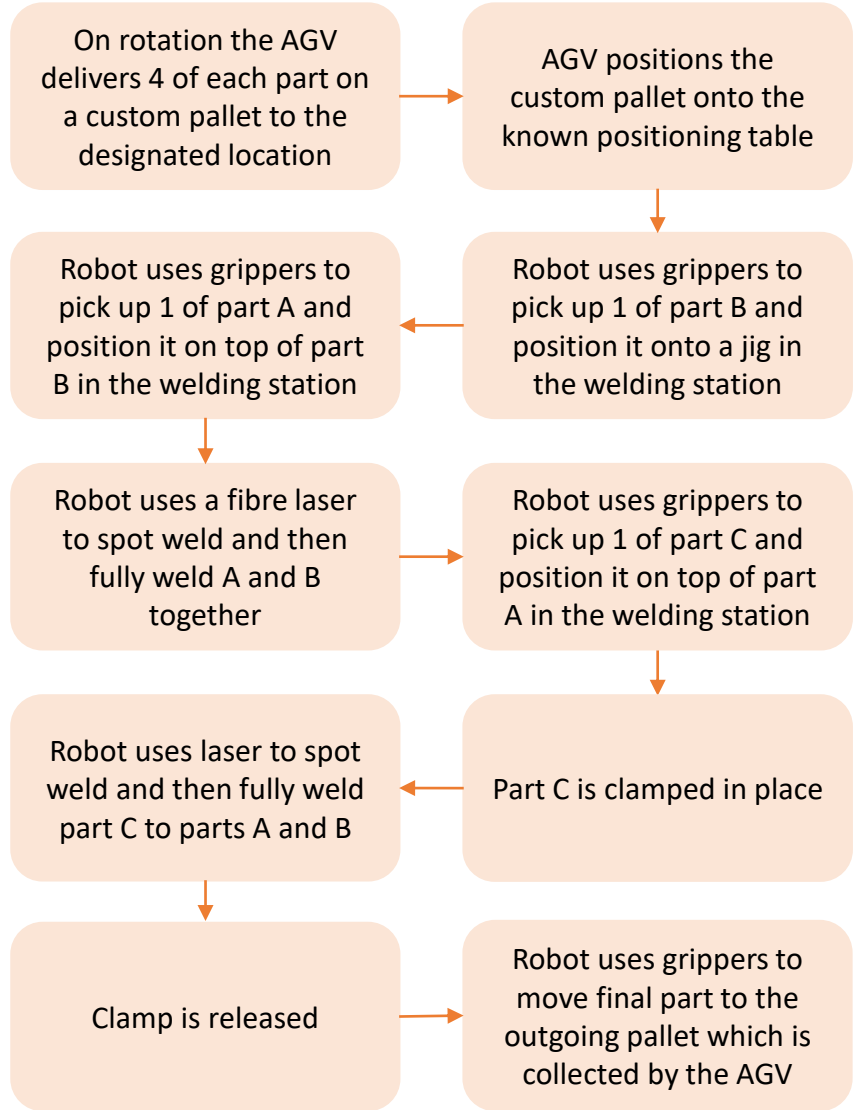 On rotation the AGV
delivers 4 of each part on
a custom pallet to the
designated location
AGV positions the
custom pallet onto the
known positioning table
Robot uses grippers to
pick up 1 of part B and
position it onto a jig in
the welding station
Robot uses grippers to
pick up 1 of part A and
position it on top of part
B in the welding station
Robot uses a fibre laser
to spot weld and then
fully weld A and B
together
Robot uses grippers to
pick up 1 of part C and
position it on top of part
A in the welding station
Part C is clamped in place
Robot uses laser to spot
weld and then fully weld
part C to parts A and B
Clamp is released
Robot uses grippers to
move final part to the
outgoing pallet which is
collected by the AGV